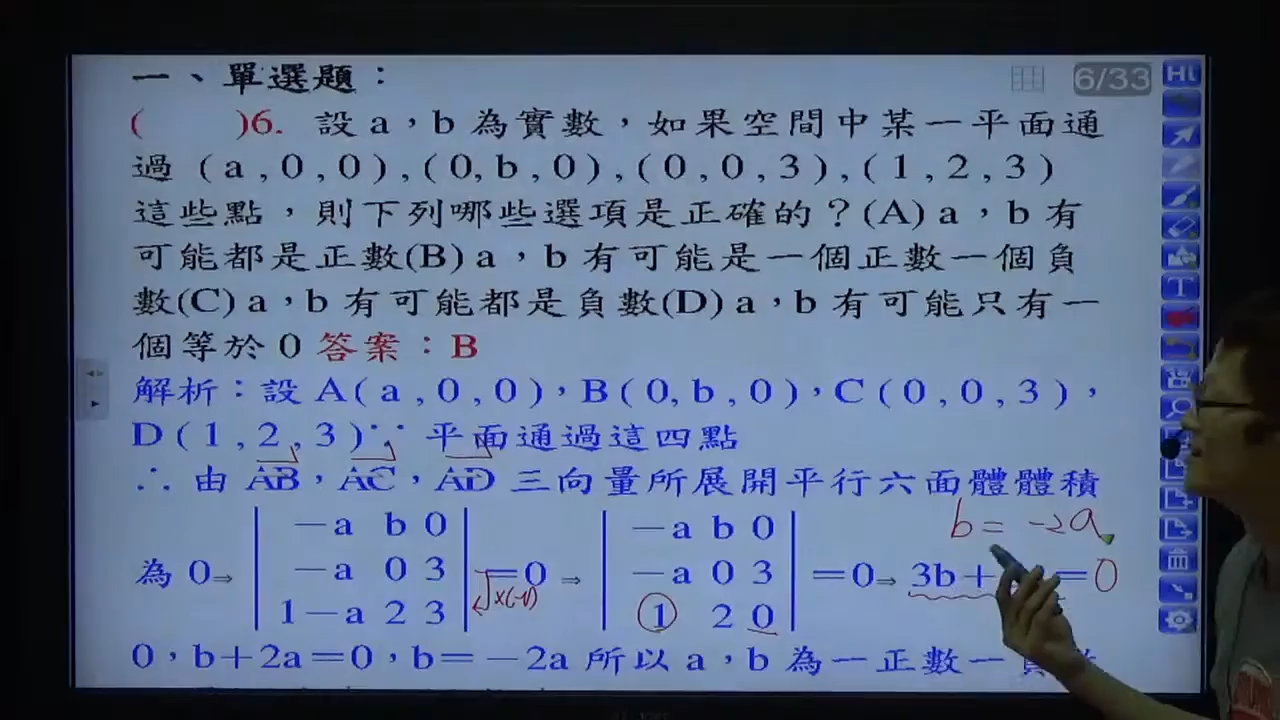 一、單選題：
6/33
( )6. 設 a，b 為實數，如果空間中某一平面通
過 (a,0,0),(0,b,0),(0,0,3),(1,2,3)
這些點，則下列哪些選項是正確的？(A) a，b 有
可能都是正數(B) a，b 有可能是一個正數一個負
數(C) a，b 有可能都是負數(D) a，b 有可能只有一
個等於 0 答案：B
解析：設 A(a,0,0)，B(0,b,0)，C(0,0,3)，
D(1,2,3)∵ 平面通過這四點
∴ 由 AB，AC，AD 三向量所展開平行六面體體積
b = -2a
為 0⇒ | -a b 0 | | -a b 0 |
| -a 0 3 | =0 ⇒ | -a 0 3 | =0⇒ 3b+ =0
x(-1)
| 1-a 2 3 | | 1 2 0 |
0，b+2a=0，b=-2a 所以 a，b 為一正數一